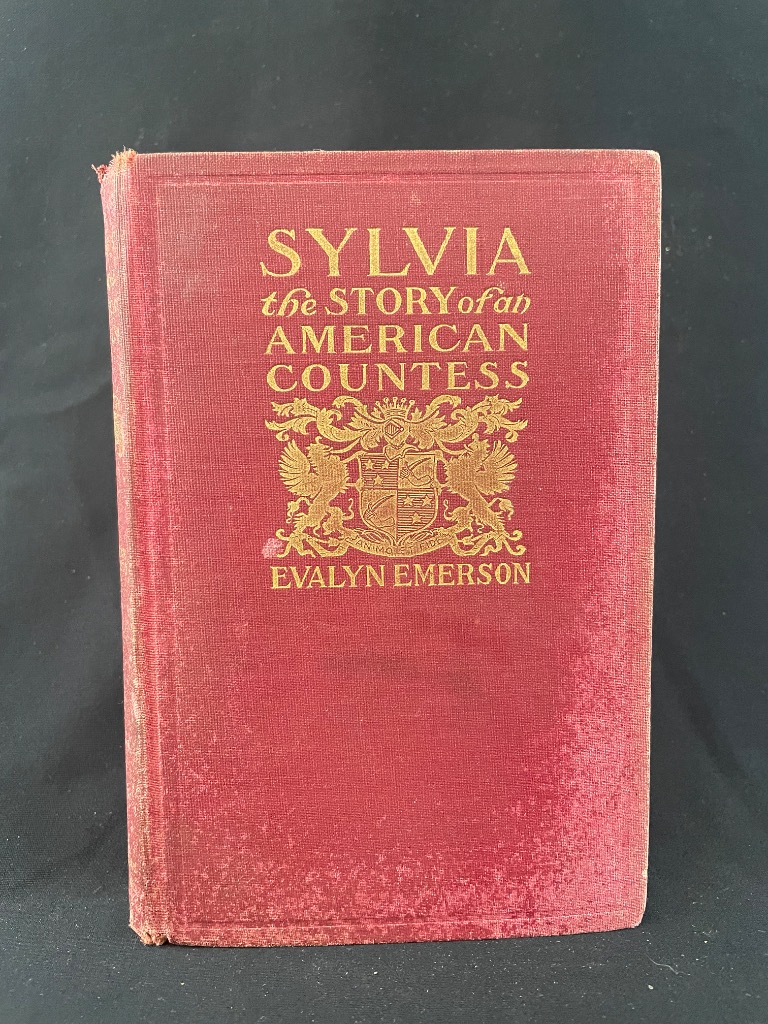 SYLVIA
the STORY of an
AMERICAN
COUNTESS
EVALYN EMERSON